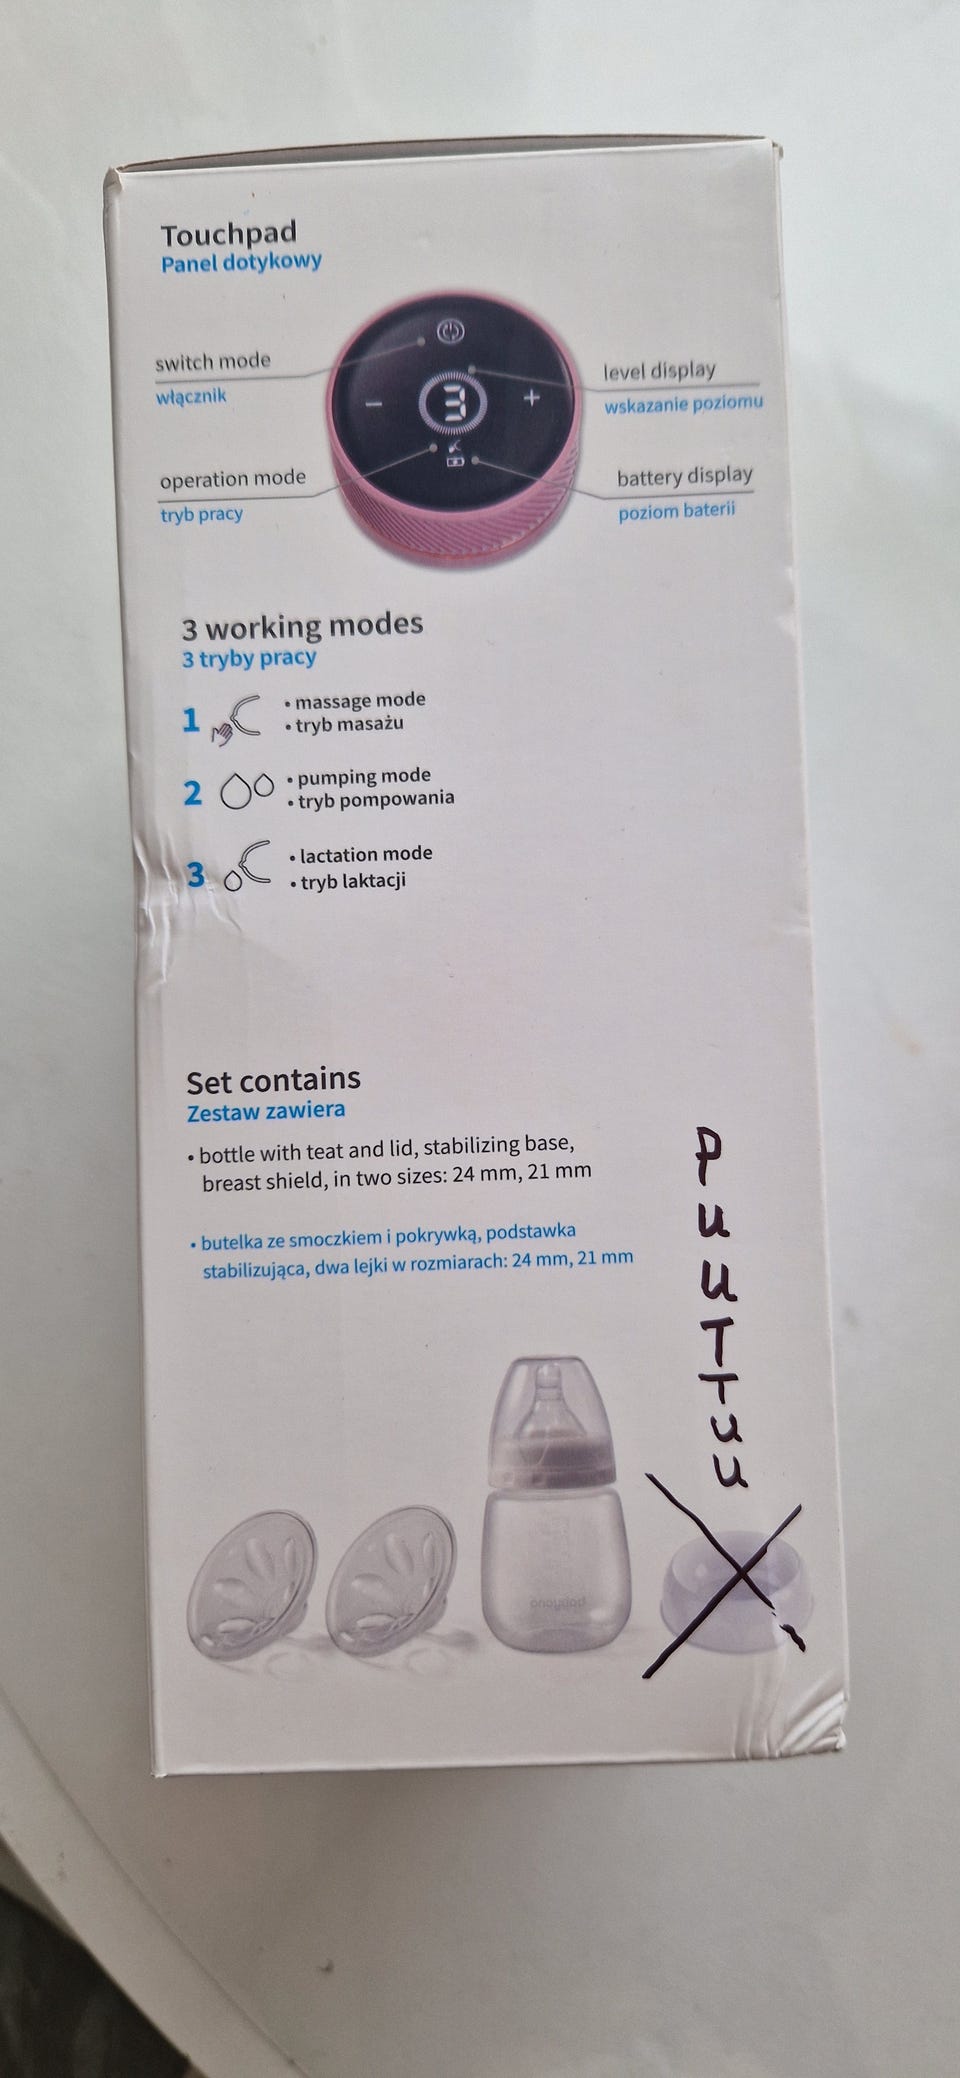 Touchpad
Panel dotykowy
switch mode
włącznik
level display
wskazanie poziomu
3
operation mode
tryb pracy
battery display
poziom baterii
3 working modes
3 tryby pracy
1 • massage mode
• tryb masażu
2 • pumping mode
• tryb pompowania
3 • lactation mode
• tryb laktacji
Set contains
Zestaw zawiera
• bottle with teat and lid, stabilizing base,
breast shield, in two sizes: 24 mm, 21 mm
• butelka ze smoczkiem i pokrywką, podstawka
stabilizująca, dwa lejki w rozmiarach: 24 mm, 21 mm
PUUTTUU
babyono